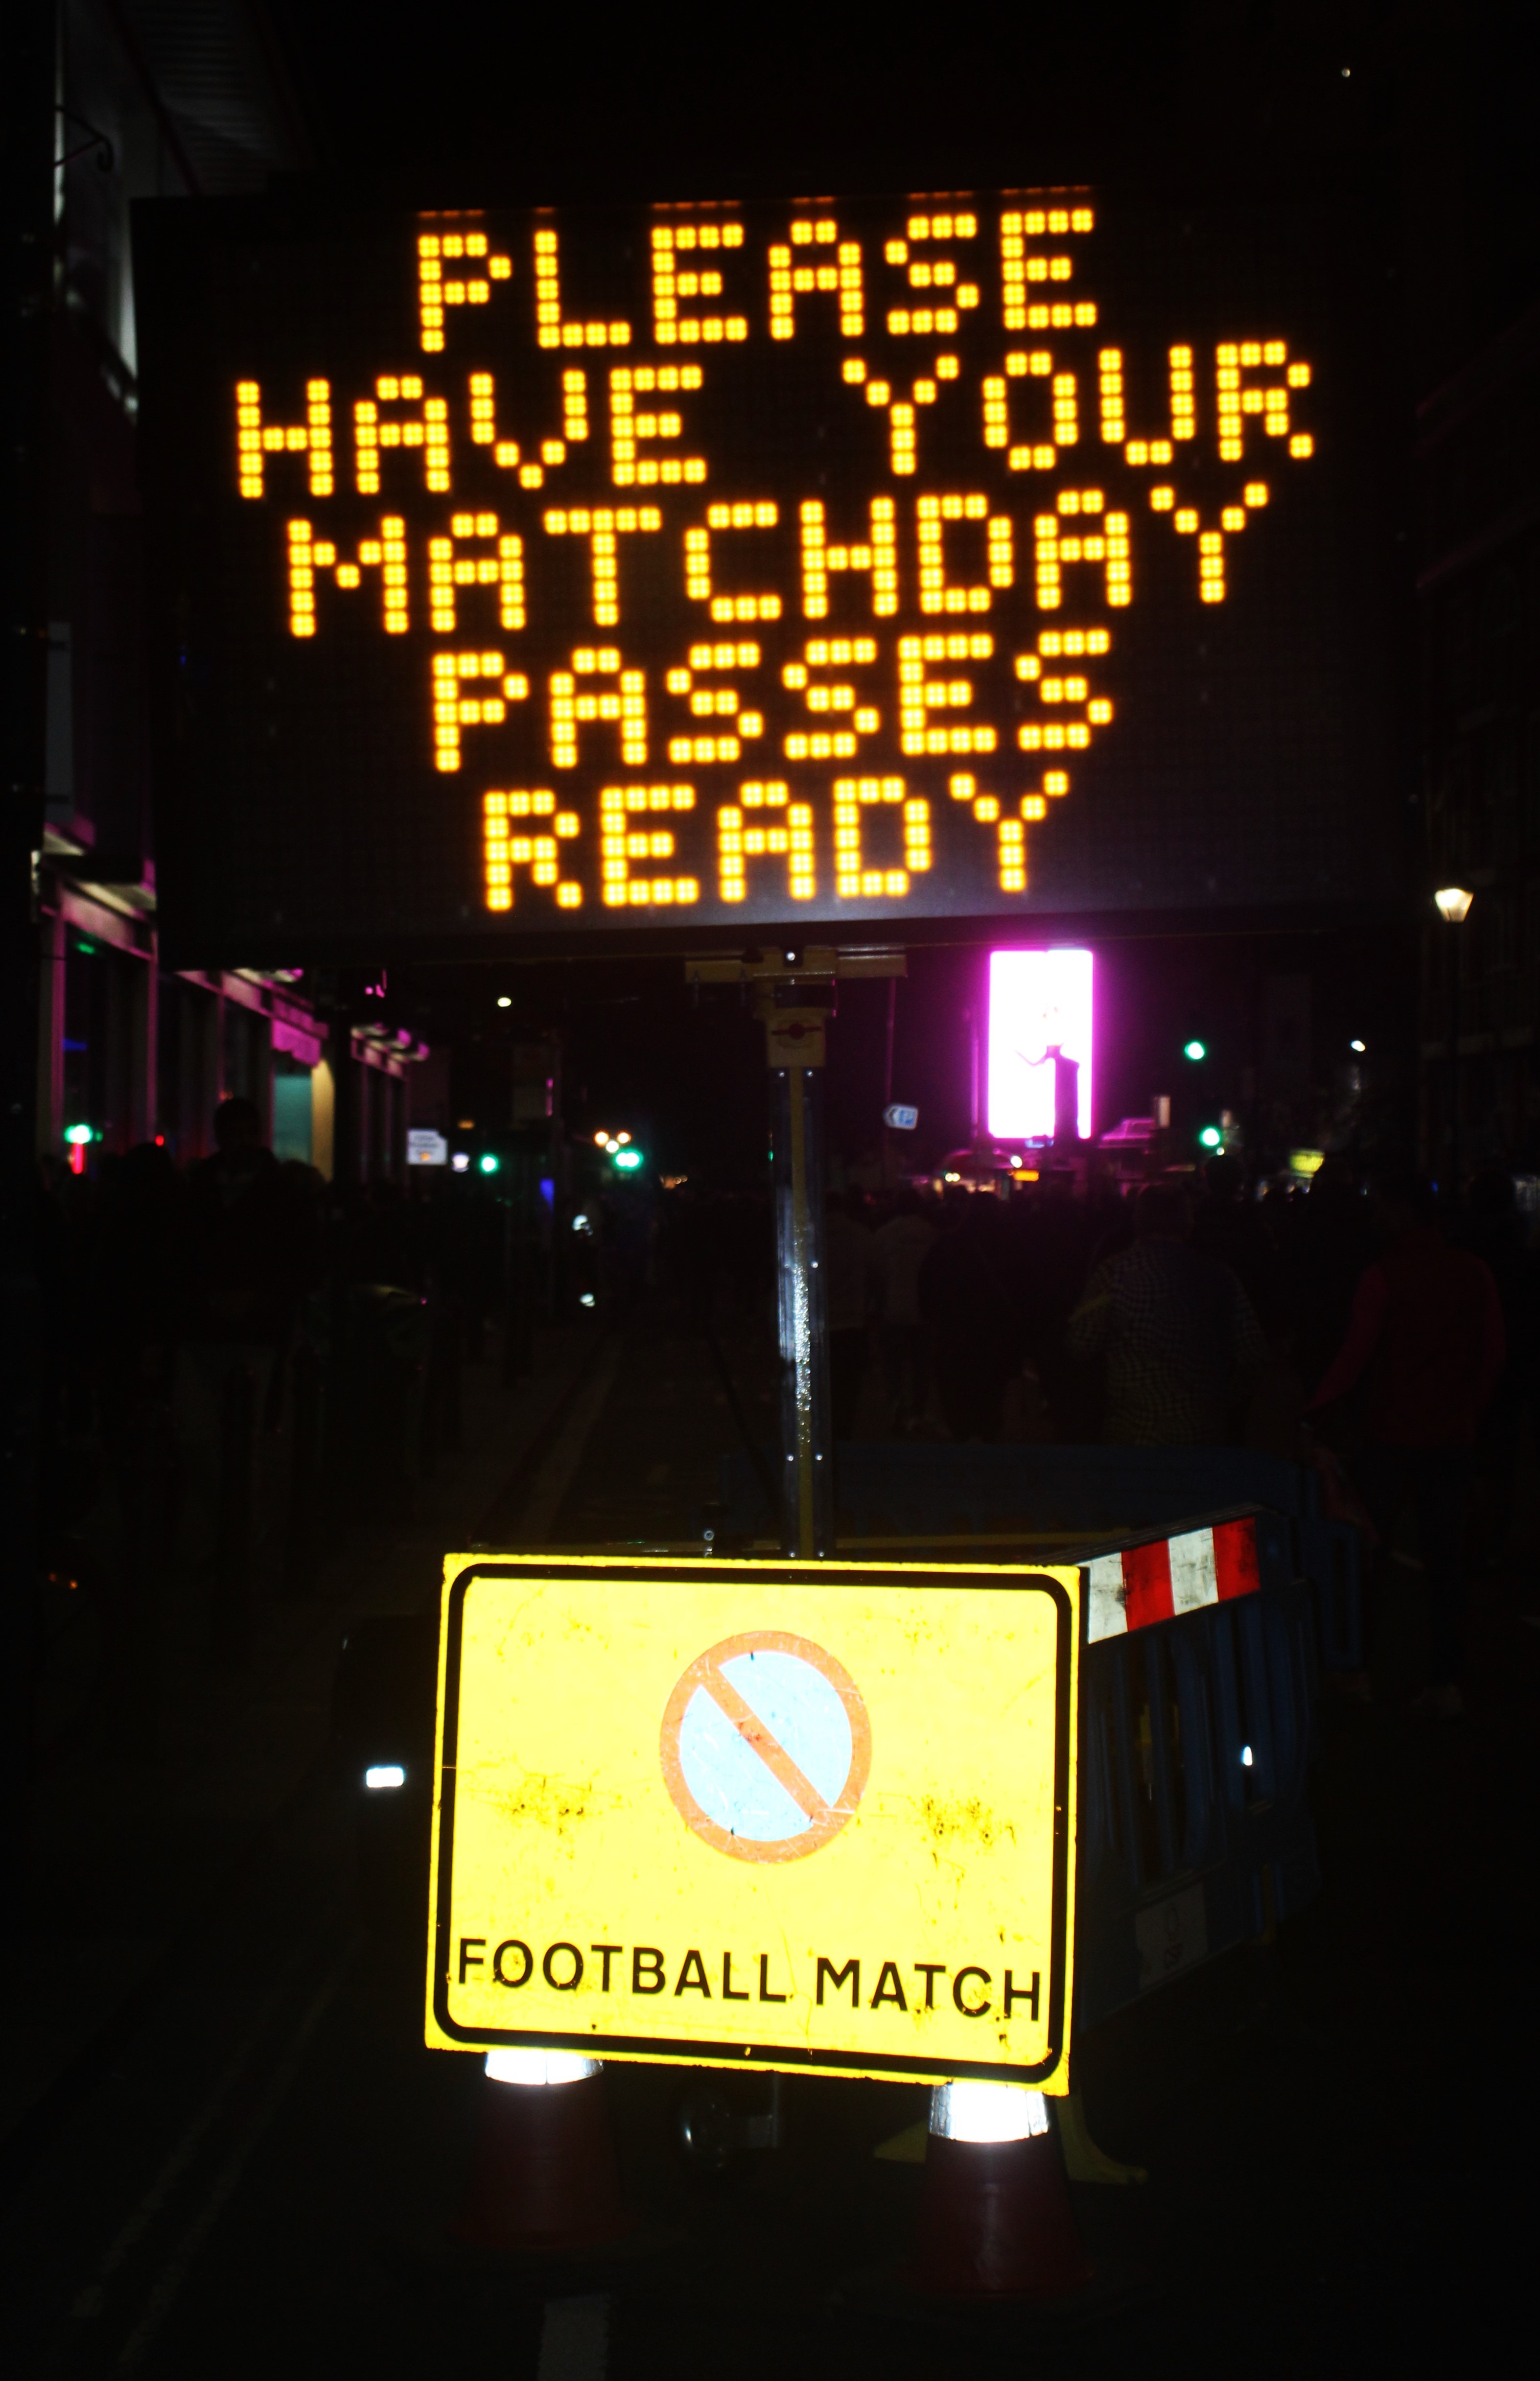 PLEASE
HAVE YOUR
MATCHDAY
PASSES
READY
P
FOOTBALL MATCH